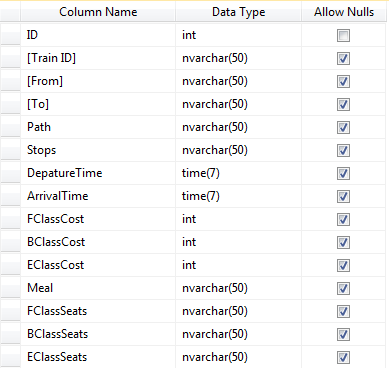 Column Name Data Type Allow Nulls
ID int
[Train ID] nvarchar(50)
[From] nvarchar(50)
[To] nvarchar(50)
Path nvarchar(50)
Stops nvarchar(50)
DepatureTime time(7)
ArrivalTime time(7)
FClassCost int
BClassCost int
EClassCost int
Meal nvarchar(50)
FClassSeats nvarchar(50)
BClassSeats nvarchar(50)
EClassSeats nvarchar(50)